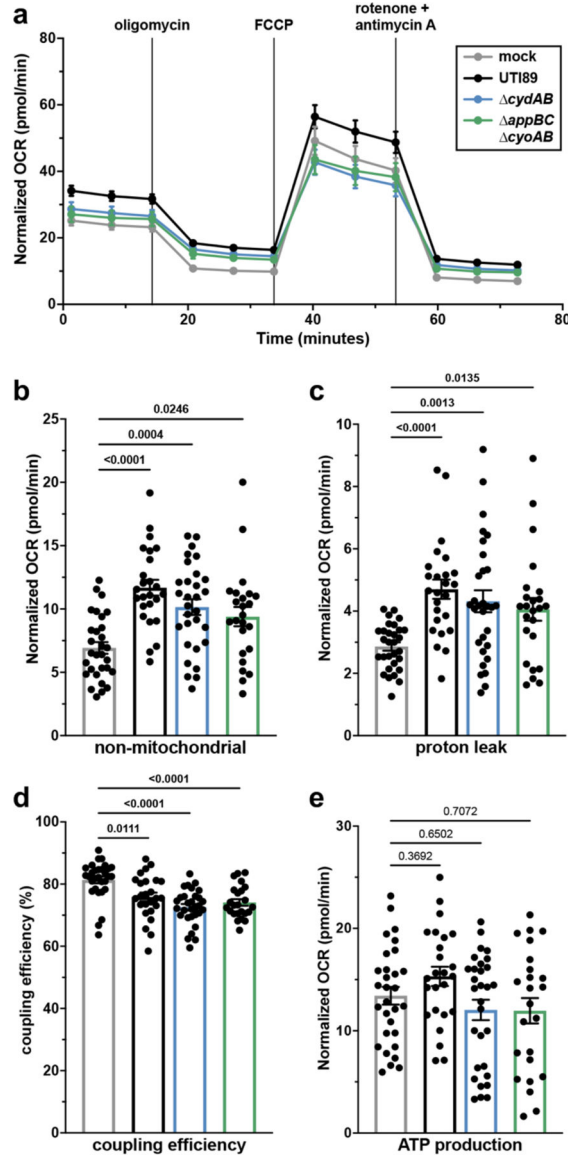 a
oligomycin
FCCP
rotenone +
antimycin A
Normalized OCR (pmol/min)
80
60
40
20
0
0
20
40
60
80
Time (minutes)
mock
UTI89
ΔcydAB
ΔappBC
ΔcyoAB
b
0.0246
0.0004
<0.0001
Normalized OCR (pmol/min)
25
20
15
10
5
0
non-mitochondrial
c
0.0135
0.0013
<0.0001
Normalized OCR (pmol/min)
10
8
6
4
2
0
proton leak
d
<0.0001
<0.0001
0.0111
coupling efficiency (%)
100
80
60
40
20
0
coupling efficiency
e
0.7072
0.6502
0.3692
Normalized OCR (pmol/min)
30
20
10
0
ATP production